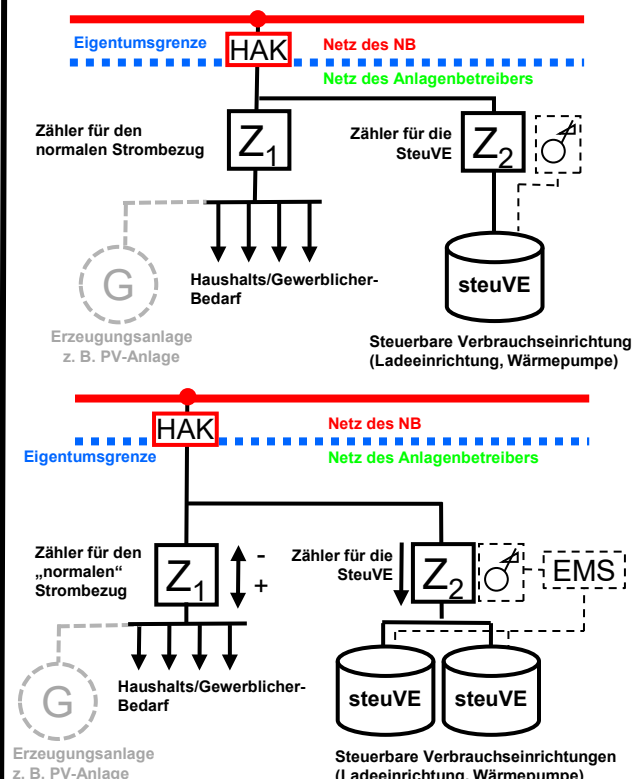 Eigentumsgrenze
HAK
Netz des NB
Netz des Anlagenbetreibers
Zähler für den
normalen Strombezug
Z1
Zähler für die
SteuVE
Z2
G
Haushalts/Gewerblicher-
Bedarf
steuVE
Erzeugungsanlage
z. B. PV-Anlage
Steuerbare Verbrauchseinrichtung
(Ladeeinrichtung, Wärmepumpe)
HAK
Netz des NB
Eigentumsgrenze
Netz des Anlagenbetreibers
Zähler für den
„normalen“
Strombezug
Z1
-
+
Zähler für die
SteuVE
Z2
EMS
G
Haushalts/Gewerblicher-
Bedarf
steuVE
steuVE
Erzeugungsanlage
z. B. PV-Anlage
Steuerbare Verbrauchseinrichtungen
(Ladeeinrichtung, Wärmepumpe)